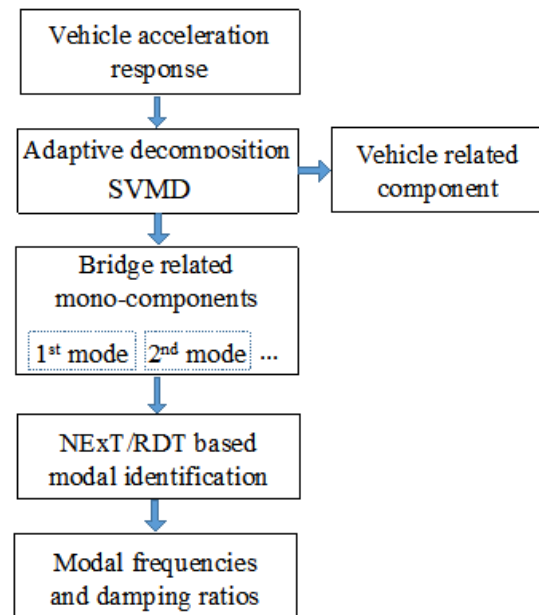 Vehicle acceleration
response
Adaptive decomposition
SVMD
Vehicle related
component
Bridge related
mono-components
1st mode 2nd mode ...
NExT/RDT based
modal identification
Modal frequencies
and damping ratios